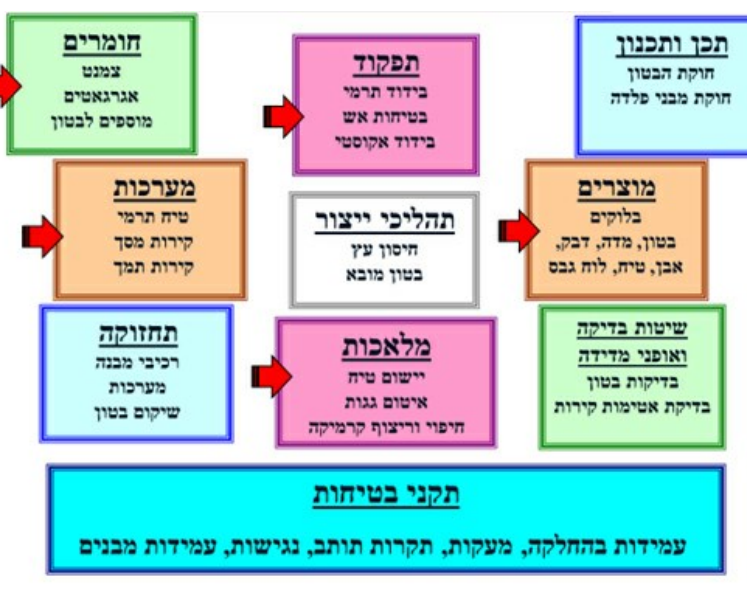 תכן ותכנון
חוקת הבטון
חוקת מבני פלדה
תפקוד
בידוד תרמי
בטיחות אש
בידוד אקוסטי
חומרים
צמנט
אגרגאטים
מוספים לבטון
מוצרים
בלוקים
בטון, מדה, דבק,
אבן, טיח, לוח גבס
תהליכי ייצור
חיסון עץ
בטון מובא
מערכות
טיח תרמי
קירות מסך
קירות תמך
שיטות בדיקה
ואופני מדידה
בדיקות בטון
בדיקת אטימות קירות
מלאכות
יישום טיח
איטום גגות
חיפוי וריצוף קרמיקה
תחזוקה
רכיבי מבנה
מערכות
שיקום בטון
תקני בטיחות
עמידות בהחלקה, מעקות, תקרות תותב, נגישות, עמידות מבנים